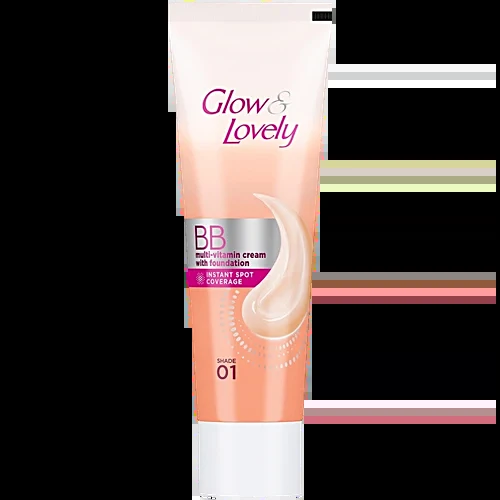 Glow &
Lovely
BB
multi-vitamin cream
with foundation
INSTANT SPOT
COVERAGE
SHADE
01